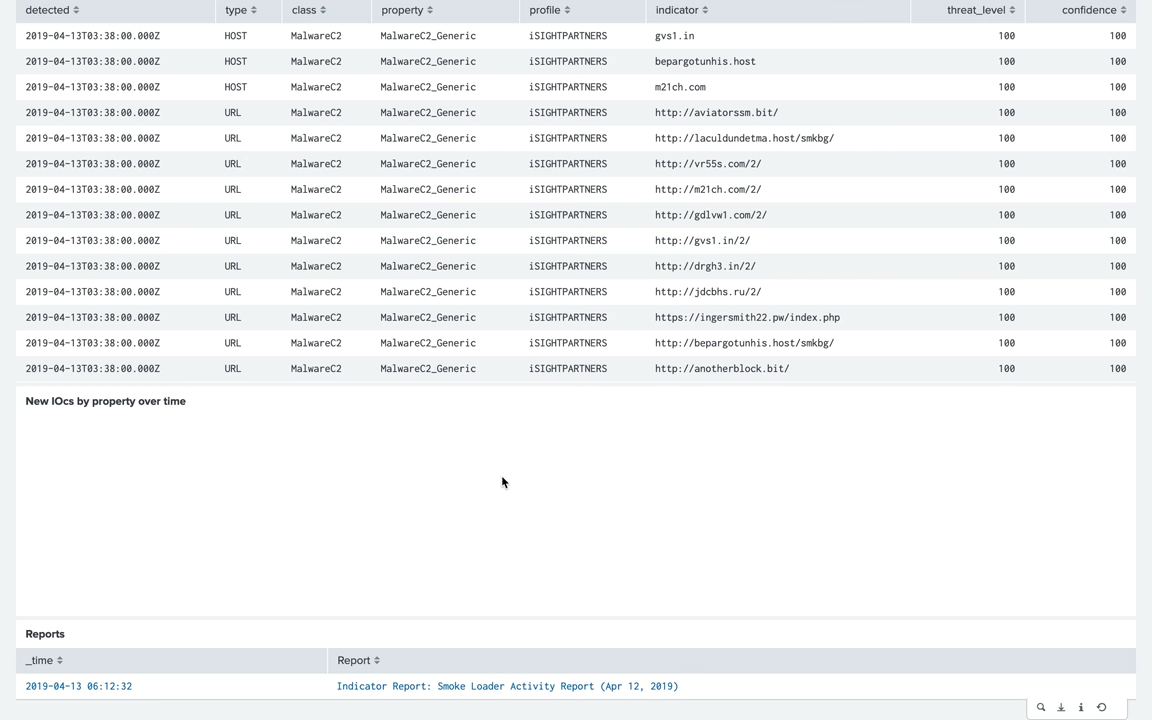 detected type class property profile indicator threat_level confidence
2019-04-13T03:38:00.000Z HOST MalwareC2 MalwareC2_Generic iSIGHTPARTNERS gvs1.in 100 100
2019-04-13T03:38:00.000Z HOST MalwareC2 MalwareC2_Generic iSIGHTPARTNERS bepargotunhis.host 100 100
2019-04-13T03:38:00.000Z HOST MalwareC2 MalwareC2_Generic iSIGHTPARTNERS m21ch.com 100 100
2019-04-13T03:38:00.000Z URL MalwareC2 MalwareC2_Generic iSIGHTPARTNERS http://aviatorssm.bit/ 100 100
2019-04-13T03:38:00.000Z URL MalwareC2 MalwareC2_Generic iSIGHTPARTNERS http://laculdundetma.host/smkbg/ 100 100
2019-04-13T03:38:00.000Z URL MalwareC2 MalwareC2_Generic iSIGHTPARTNERS http://vr55s.com/2/ 100 100
2019-04-13T03:38:00.000Z URL MalwareC2 MalwareC2_Generic iSIGHTPARTNERS http://m21ch.com/2/ 100 100
2019-04-13T03:38:00.000Z URL MalwareC2 MalwareC2_Generic iSIGHTPARTNERS http://gdlvw1.com/2/ 100 100
2019-04-13T03:38:00.000Z URL MalwareC2 MalwareC2_Generic iSIGHTPARTNERS http://gvs1.in/2/ 100 100
2019-04-13T03:38:00.000Z URL MalwareC2 MalwareC2_Generic iSIGHTPARTNERS http://drgh3.in/2/ 100 100
2019-04-13T03:38:00.000Z URL MalwareC2 MalwareC2_Generic iSIGHTPARTNERS http://jdcbhs.ru/2/ 100 100
2019-04-13T03:38:00.000Z URL MalwareC2 MalwareC2_Generic iSIGHTPARTNERS https://ingersmith22.pw/index.php 100 100
2019-04-13T03:38:00.000Z URL MalwareC2 MalwareC2_Generic iSIGHTPARTNERS http://bepargotunhis.host/smkbg/ 100 100
2019-04-13T03:38:00.000Z URL MalwareC2 MalwareC2_Generic iSIGHTPARTNERS http://anotherblock.bit/ 100 100
New IOCs by property over time
Reports
_time Report
2019-04-13 06:12:32 Indicator Report: Smoke Loader Activity Report (Apr 12, 2019)